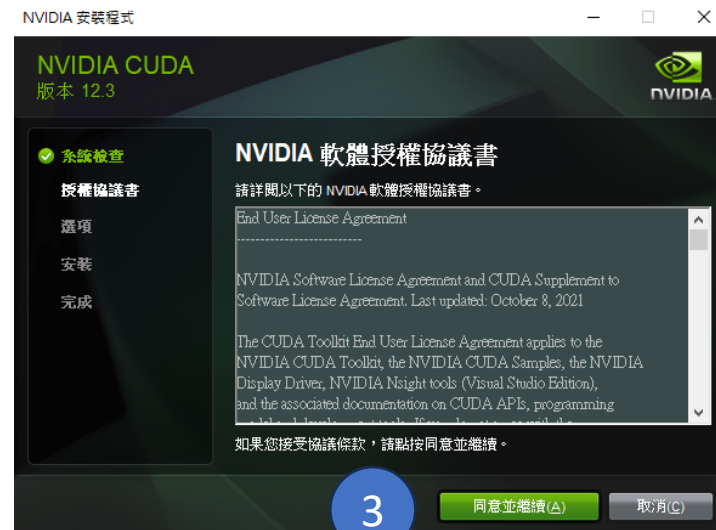 NVIDIA 安裝程式
NVIDIA CUDA
版本 12.3
NVIDIA
系統檢查
授權協議書
選項
安裝
完成
NVIDIA 軟體授權協議書
請詳閱以下的 NVIDIA 軟體授權協議書。
End User License Agreement
--------------------------
NVIDIA Software License Agreement and CUDA Supplement to
Software License Agreement. Last updated: October 8, 2021
The CUDA Toolkit End User License Agreement applies to the
NVIDIA CUDA Toolkit, the NVIDIA CUDA Samples, the NVIDIA
Display Driver, NVIDIA Nsight tools (Visual Studio Edition),
and the associated documentation on CUDA APIs, programming
如果您接受協議條款，請點按同意並繼續。
3
同意並繼續(A)
取消(C)